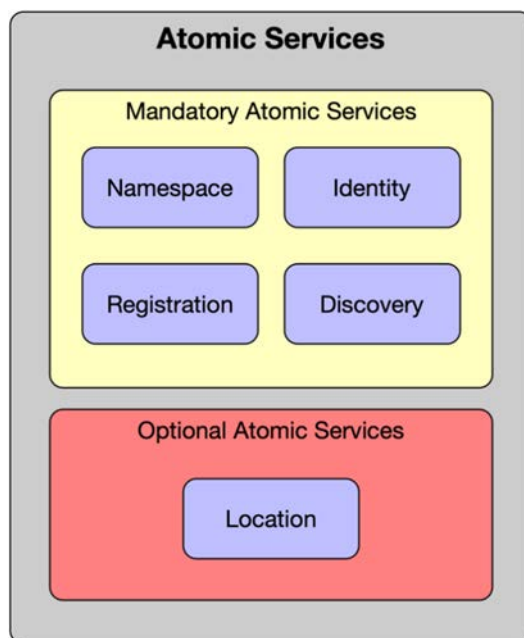 Atomic Services
Mandatory Atomic Services
Namespace
Identity
Registration
Discovery
Optional Atomic Services
Location